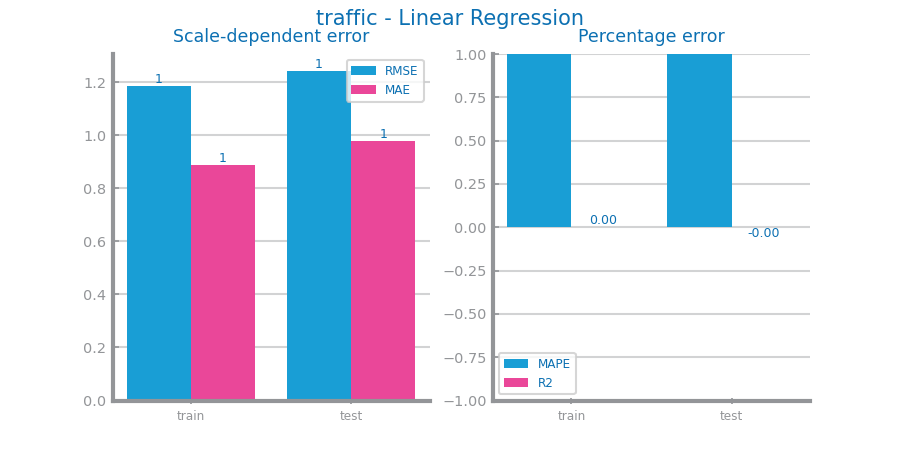 traffic - Linear Regression
Scale-dependent error
1.2
1.0
0.8
0.6
0.4
0.2
0.0
1
1
1
1
RMSE
MAE
train
test
Percentage error
1.00
0.75
0.50
0.25
0.00
−0.25
−0.50
−0.75
−1.00
0.00
-0.00
MAPE
R2
train
test